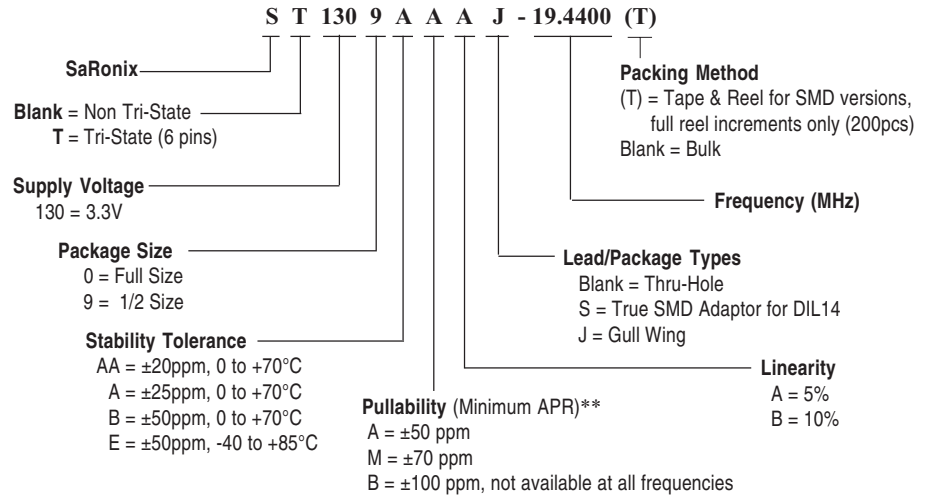 S T 130 9 A A A J - 19.4400 (T)
SaRonix
Blank = Non Tri-State
T = Tri-State (6 pins)
Supply Voltage
130 = 3.3V
Package Size
0 = Full Size
9 = 1/2 Size
Stability Tolerance
AA = ±20ppm, 0 to +70°C
A = ±25ppm, 0 to +70°C
B = ±50ppm, 0 to +70°C
E = ±50ppm, -40 to +85°C
Pullability (Minimum APR)**
A = ±50 ppm
M = ±70 ppm
B = ±100 ppm, not available at all frequencies
Linearity
A = 5%
B = 10%
Lead/Package Types
Blank = Thru-Hole
S = True SMD Adaptor for DIL14
J = Gull Wing
Frequency (MHz)
Packing Method
(T) = Tape & Reel for SMD versions,
full reel increments only (200pcs)
Blank = Bulk